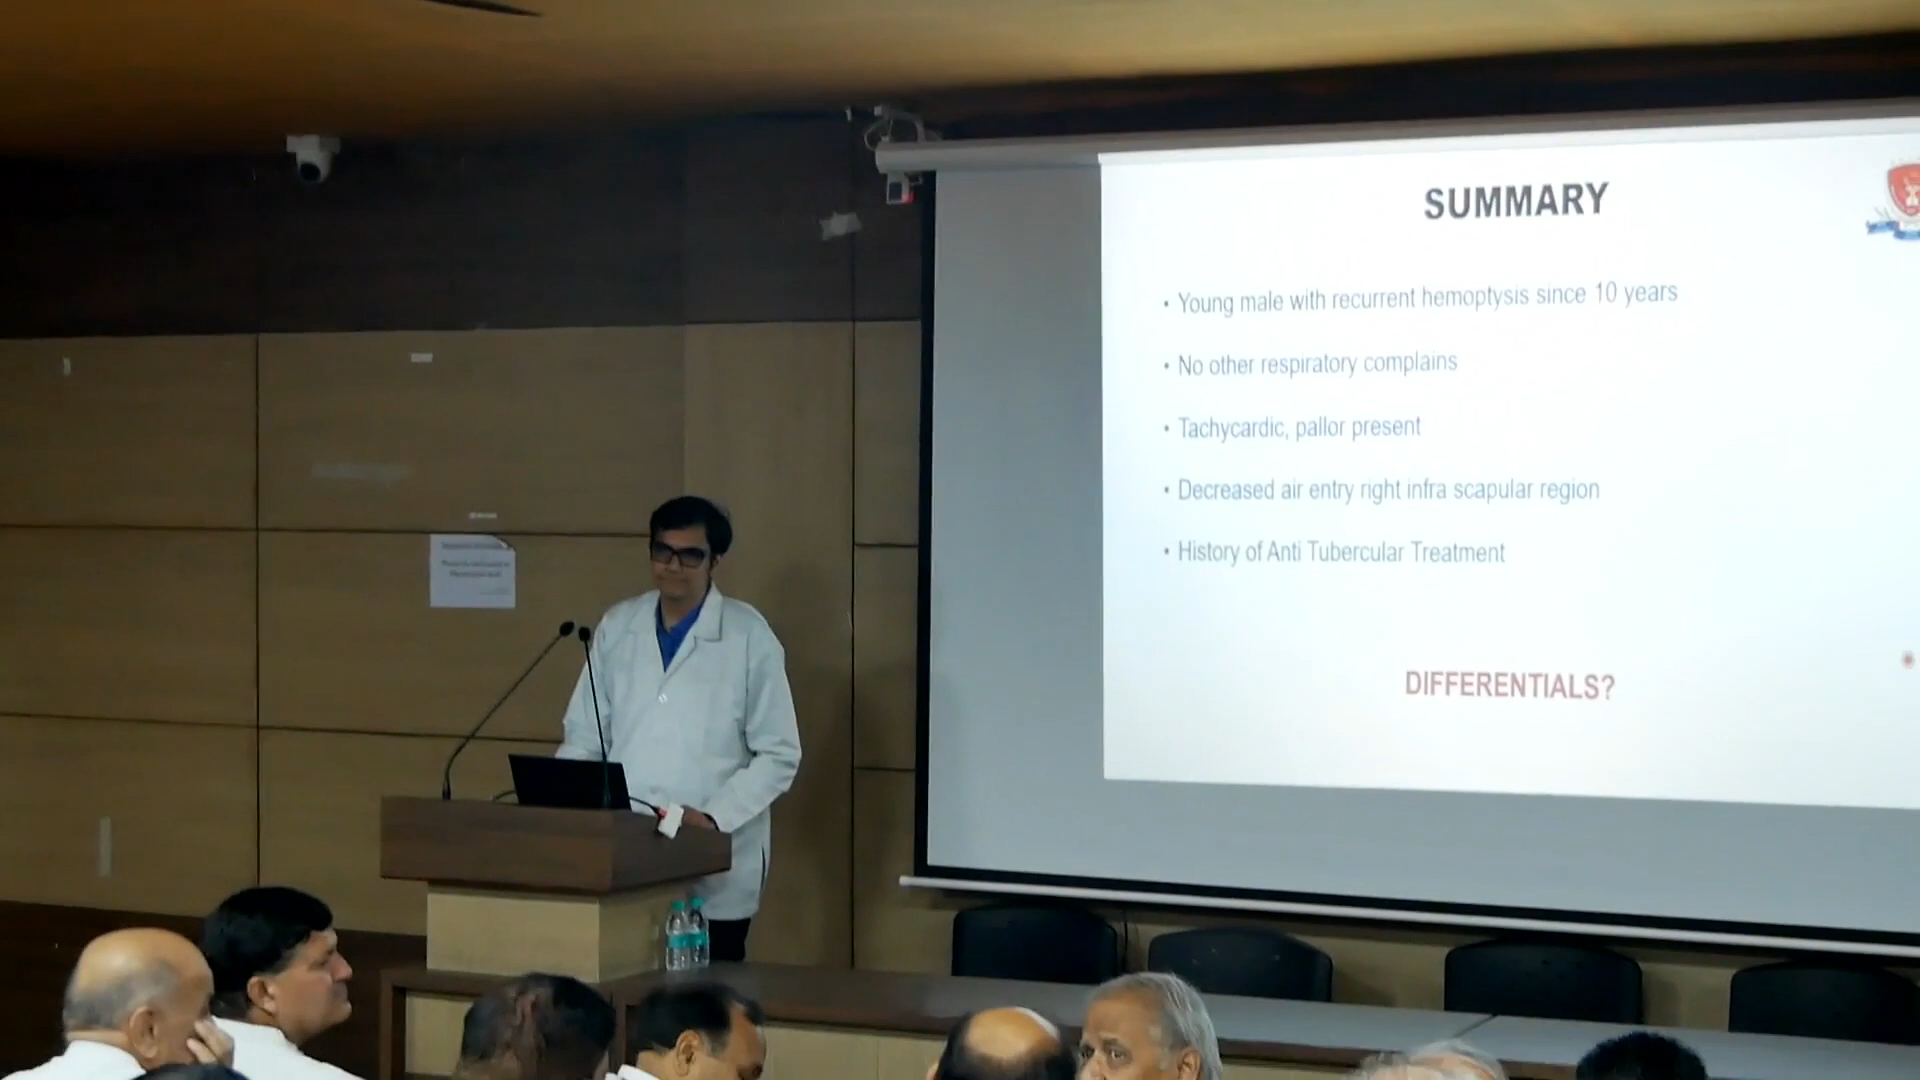 SUMMARY
• Young male with recurrent hemoptysis since 10 years
• No other respiratory complains
• Tachycardic, pallor present
• Decreased air entry right infra scapular region
• History of Anti Tubercular Treatment
DIFFERENTIALS?